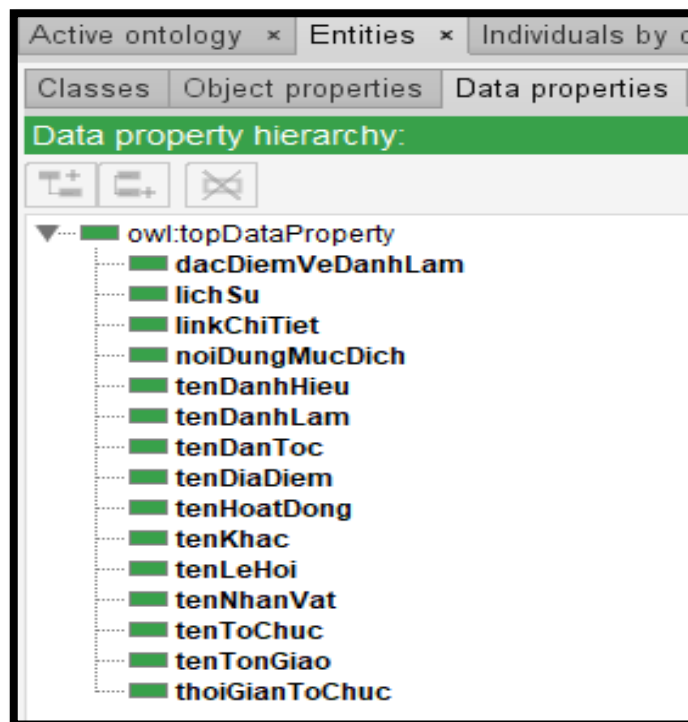 Active ontology × Entities × Individuals by c
Classes Object properties Data properties
Data property hierarchy:
owl:topDataProperty
dacDiemVeDanhLam
lichSu
linkChiTiet
noiDungMucDich
tenDanhHieu
tenDanhLam
tenDanToc
tenDiaDiem
tenHoatDong
tenKhac
tenLeHoi
tenNhanVat
tenToChuc
tenTonGiao
thoiGianToChuc